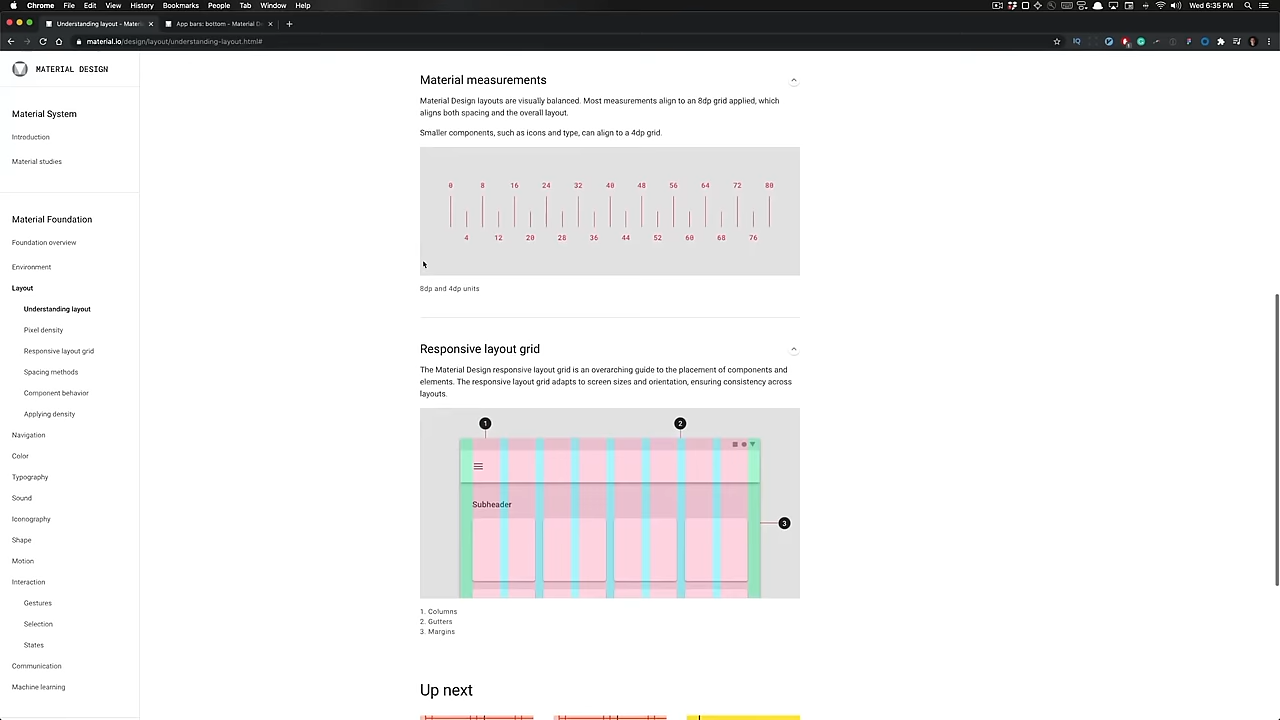 Chrome File Edit View History Bookmarks People Tab Window Help
Wed 6:35 PM
Understanding layout - Mater
App bars: bottom - Material De
material.io/design/layout/understanding-layout.html#
MATERIAL DESIGN
Material System
Introduction
Material studies
Material Foundation
Foundation overview
Environment
Layout
Understanding layout
Pixel density
Responsive layout grid
Spacing methods
Component behavior
Applying density
Navigation
Color
Typography
Sound
Iconography
Shape
Motion
Interaction
Gestures
Selection
States
Communication
Machine learning
Material measurements
Material Design layouts are visually balanced. Most measurements align to an 8dp grid applied, which
aligns both spacing and the overall layout.
Smaller components, such as icons and type, can align to a 4dp grid.
0 8 16 24 32 40 48 56 64 72 80
4 12 20 28 36 44 52 60 68 76
8dp and 4dp units
Responsive layout grid
The Material Design responsive layout grid is an overarching guide to the placement of components and
elements. The responsive layout grid adapts to screen sizes and orientation, ensuring consistency across
layouts.
1 2
Subheader
3
1. Columns
2. Gutters
3. Margins
Up next